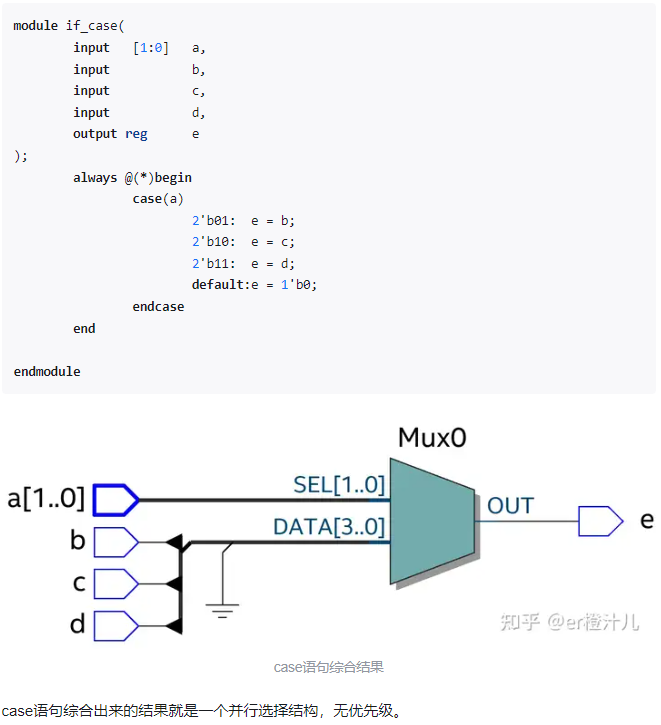 module if_case(
input [1:0] a,
input b,
input c,
input d,
output reg e
);
always @(*)begin
case(a)
2'b01: e = b;
2'b10: e = c;
2'b11: e = d;
default:e = 1'b0;
endcase
end
endmodule
Mux0
a[1..0]
SEL[1..0]
OUT
e
DATA[3..0]
b
c
d
知乎 @er橙汁儿
case语句综合结果
case语句综合出来的结果就是一个并行选择结构，无优先级。